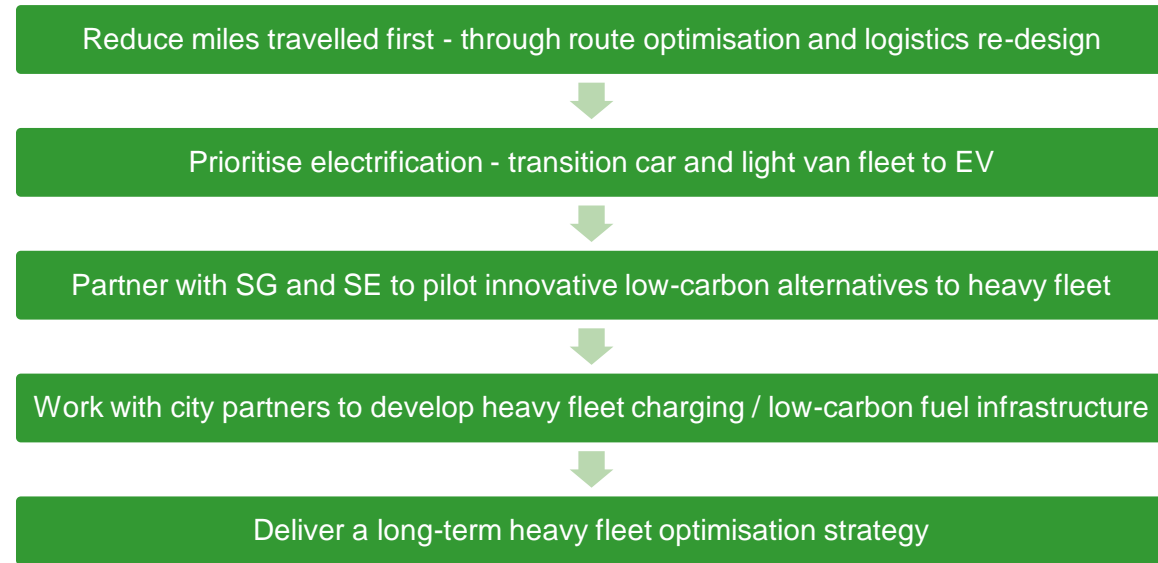 Reduce miles travelled first - through route optimisation and logistics re-design
Prioritise electrification - transition car and light van fleet to EV
Partner with SG and SE to pilot innovative low-carbon alternatives to heavy fleet
Work with city partners to develop heavy fleet charging / low-carbon fuel infrastructure
Deliver a long-term heavy fleet optimisation strategy